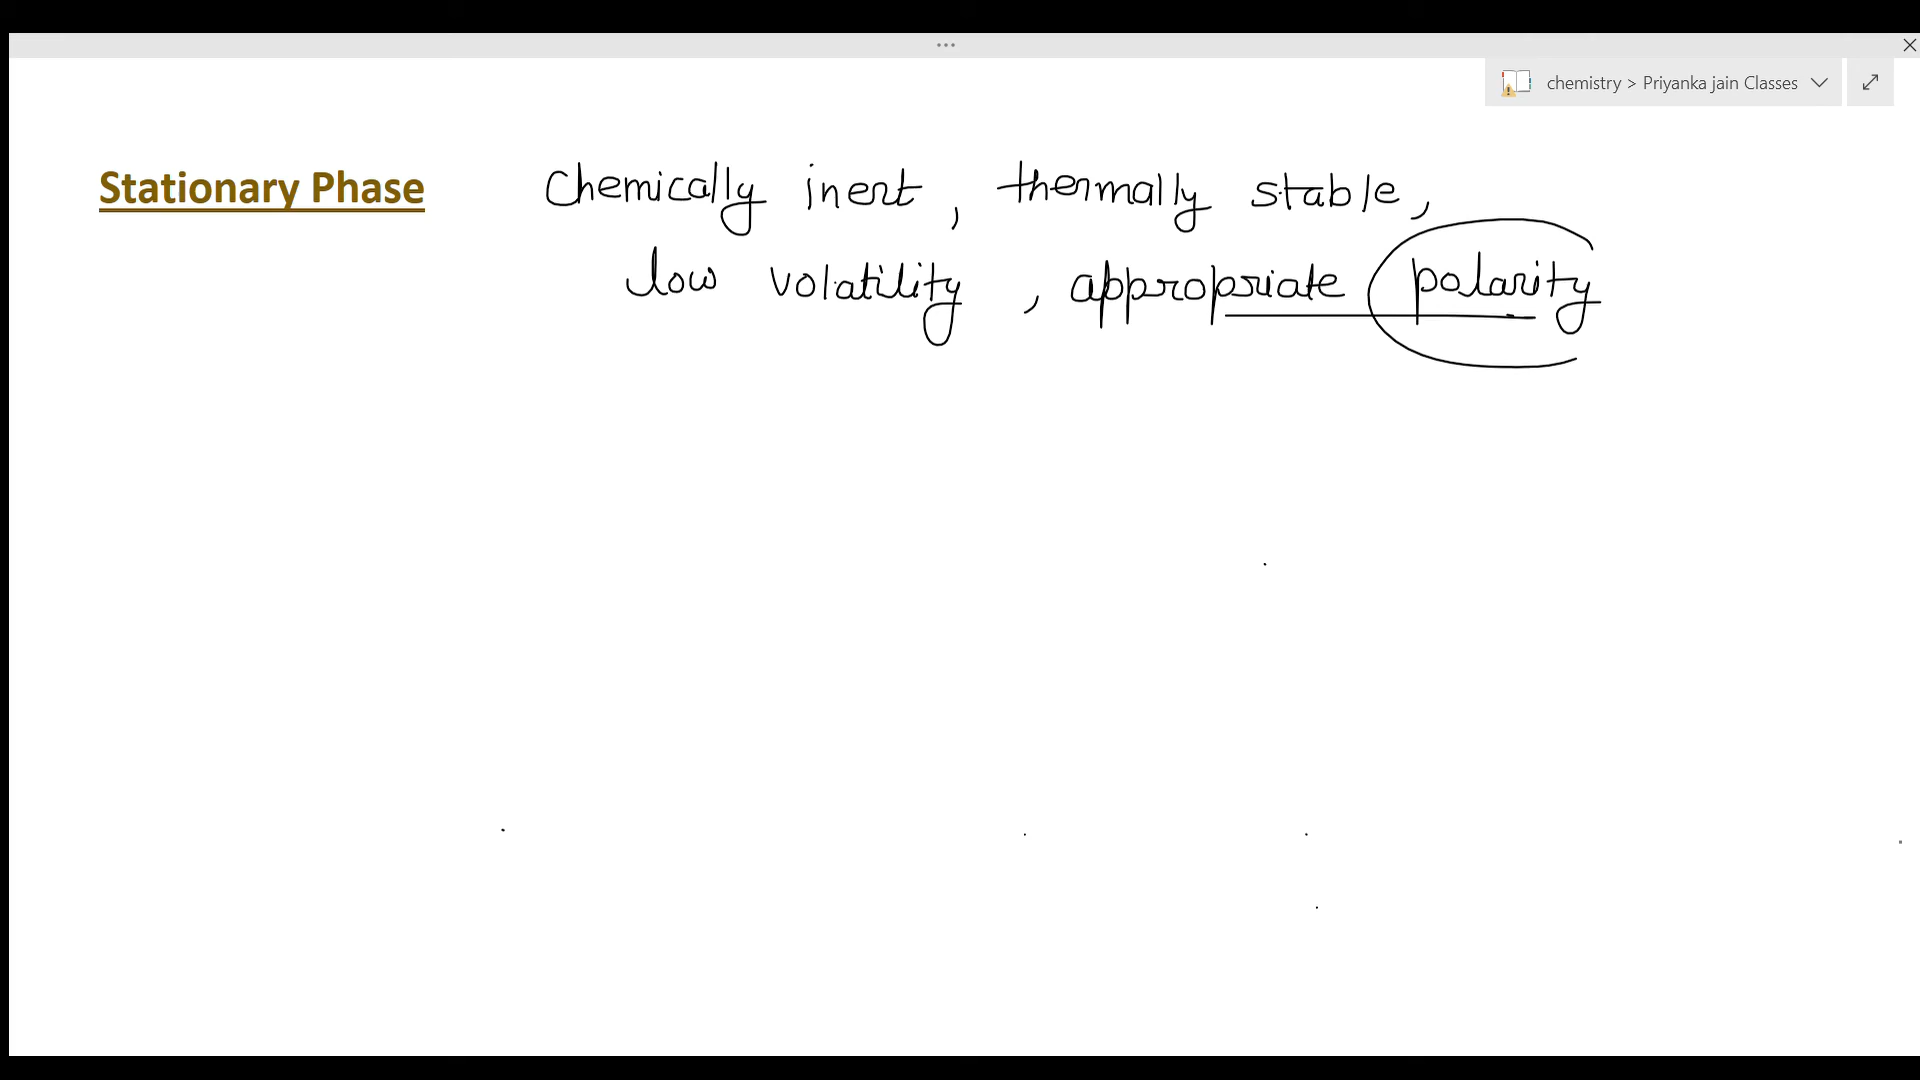 chemistry > Priyanka jain Classes
Stationary Phase Chemically inert, thermally stable,
low volatility, appropriate polarity